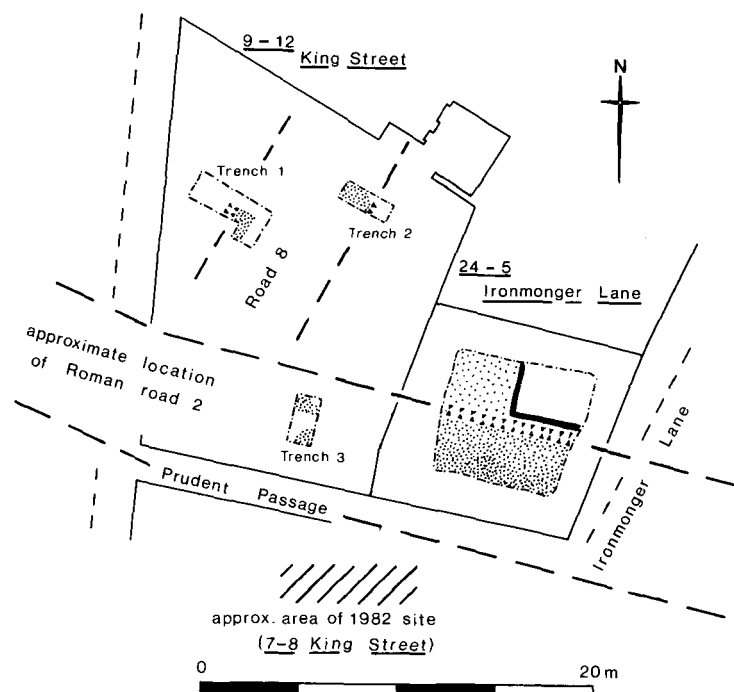 9 - 12
King Street
N
Trench 1
Trench 2
Road 8
24 - 5
Ironmonger Lane
approximate location
of Roman road 2
Trench 3
Prudent Passage
Ironmonger Lane
approx. area of 1982 site
(7-8 King Street)
0
20 m